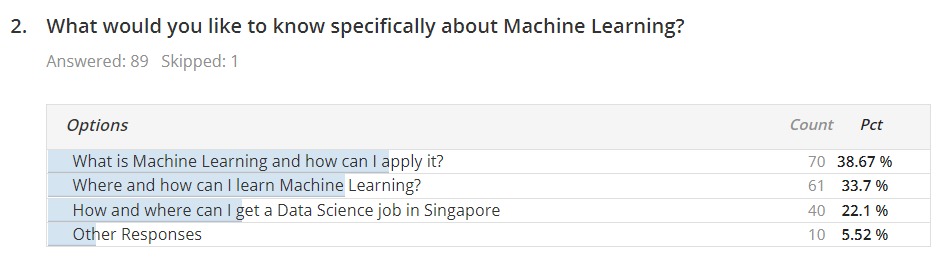 2. What would you like to know specifically about Machine Learning?
Answered: 89 Skipped: 1
Options Count Pct
What is Machine Learning and how can I apply it? 70 38.67 %
Where and how can I learn Machine Learning? 61 33.7 %
How and where can I get a Data Science job in Singapore 40 22.1 %
Other Responses 10 5.52 %